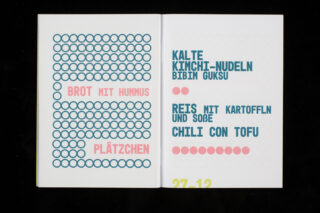 BROT MIT HUMMUS
PLÄTZCHEN
KALTE
KIMCHI-NUDELN
BIBIM GUKSU
REIS MIT KARTOFFLN
UND SOßE
CHILI CON TOFU
27-12